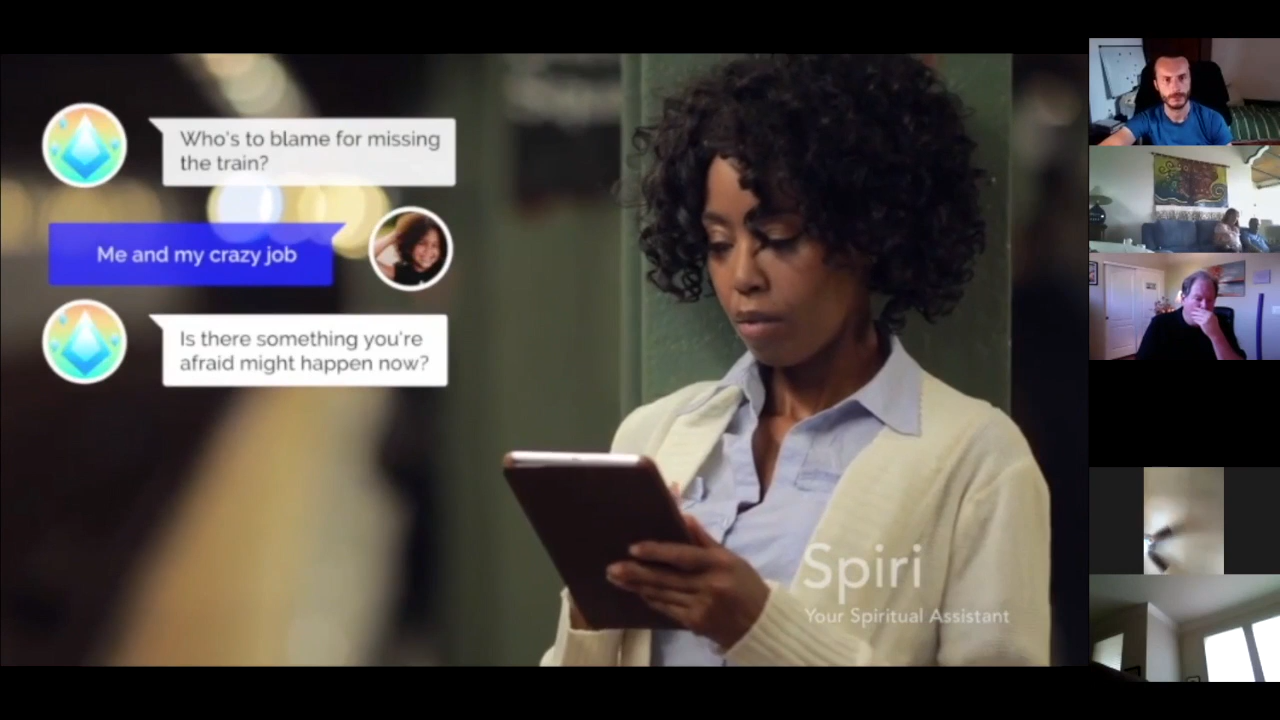 Who's to blame for missing
the train?
Me and my crazy job
Is there something you're
afraid might happen now?
Spiri
Your Spiritual Assistant